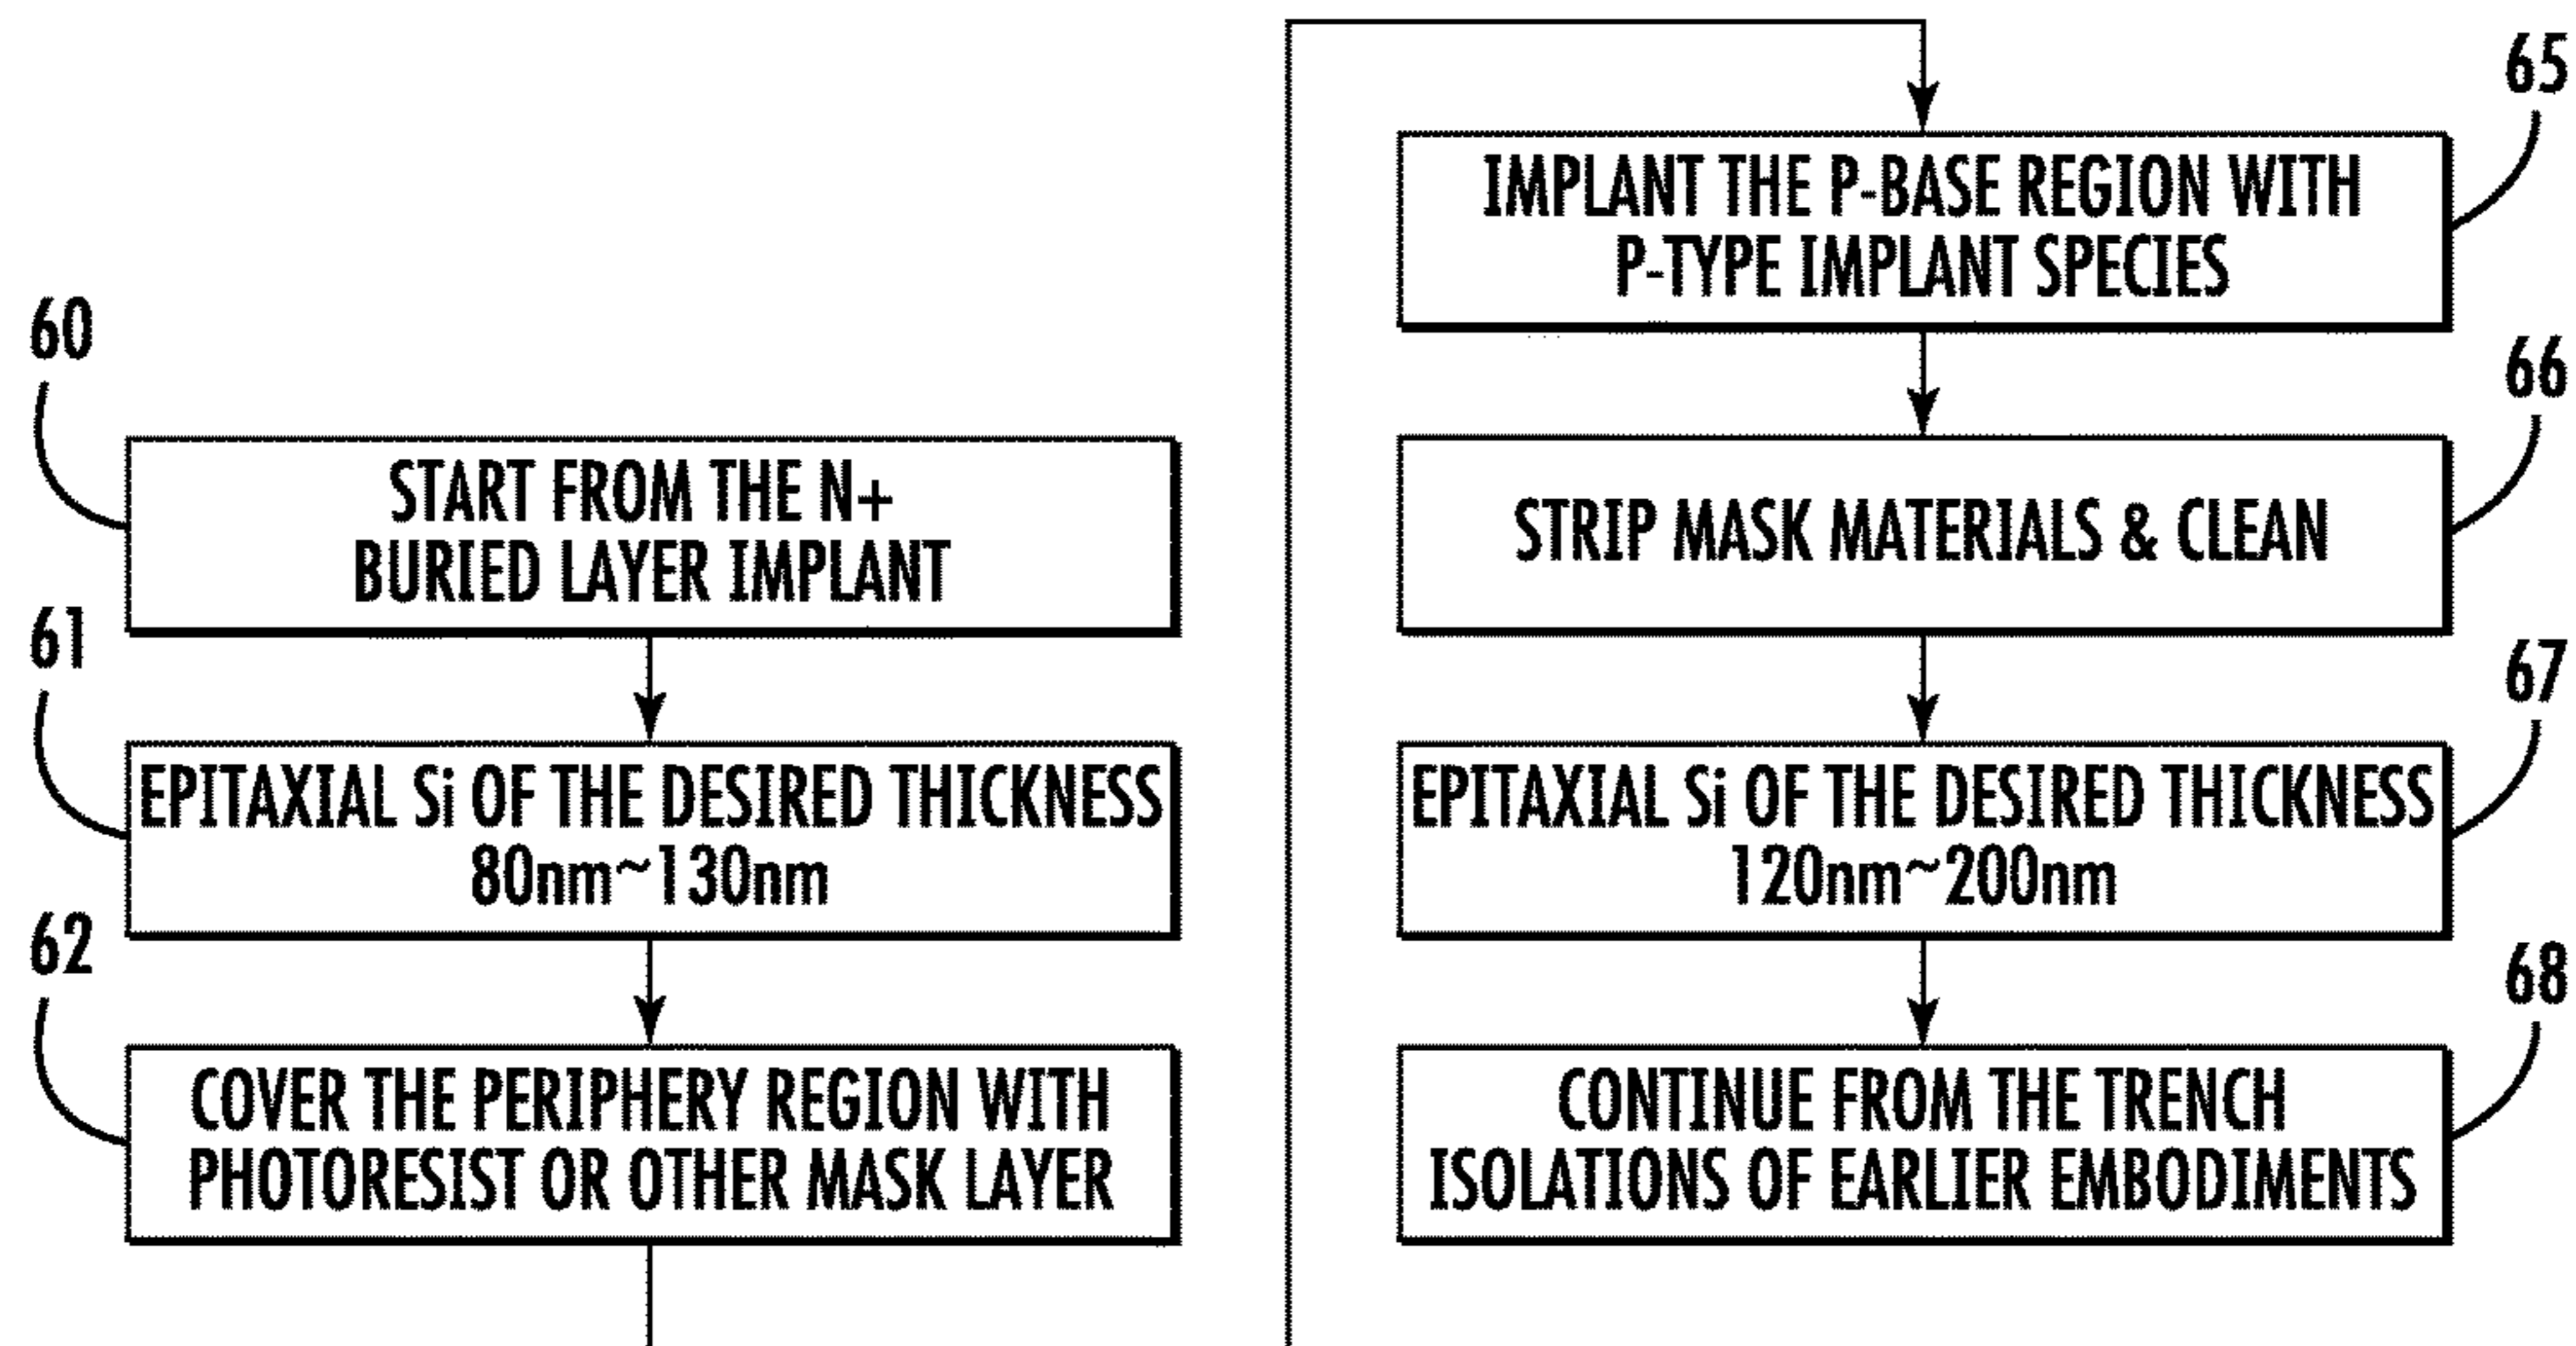 60
START FROM THE N+
BURIED LAYER IMPLANT
61
EPITAXIAL Si OF THE DESIRED THICKNESS
80nm~130nm
62
COVER THE PERIPHERY REGION WITH
PHOTORESIST OR OTHER MASK LAYER
65
IMPLANT THE P-BASE REGION WITH
P-TYPE IMPLANT SPECIES
66
STRIP MASK MATERIALS & CLEAN
67
EPITAXIAL Si OF THE DESIRED THICKNESS
120nm~200nm
68
CONTINUE FROM THE TRENCH
ISOLATIONS OF EARLIER EMBODIMENTS